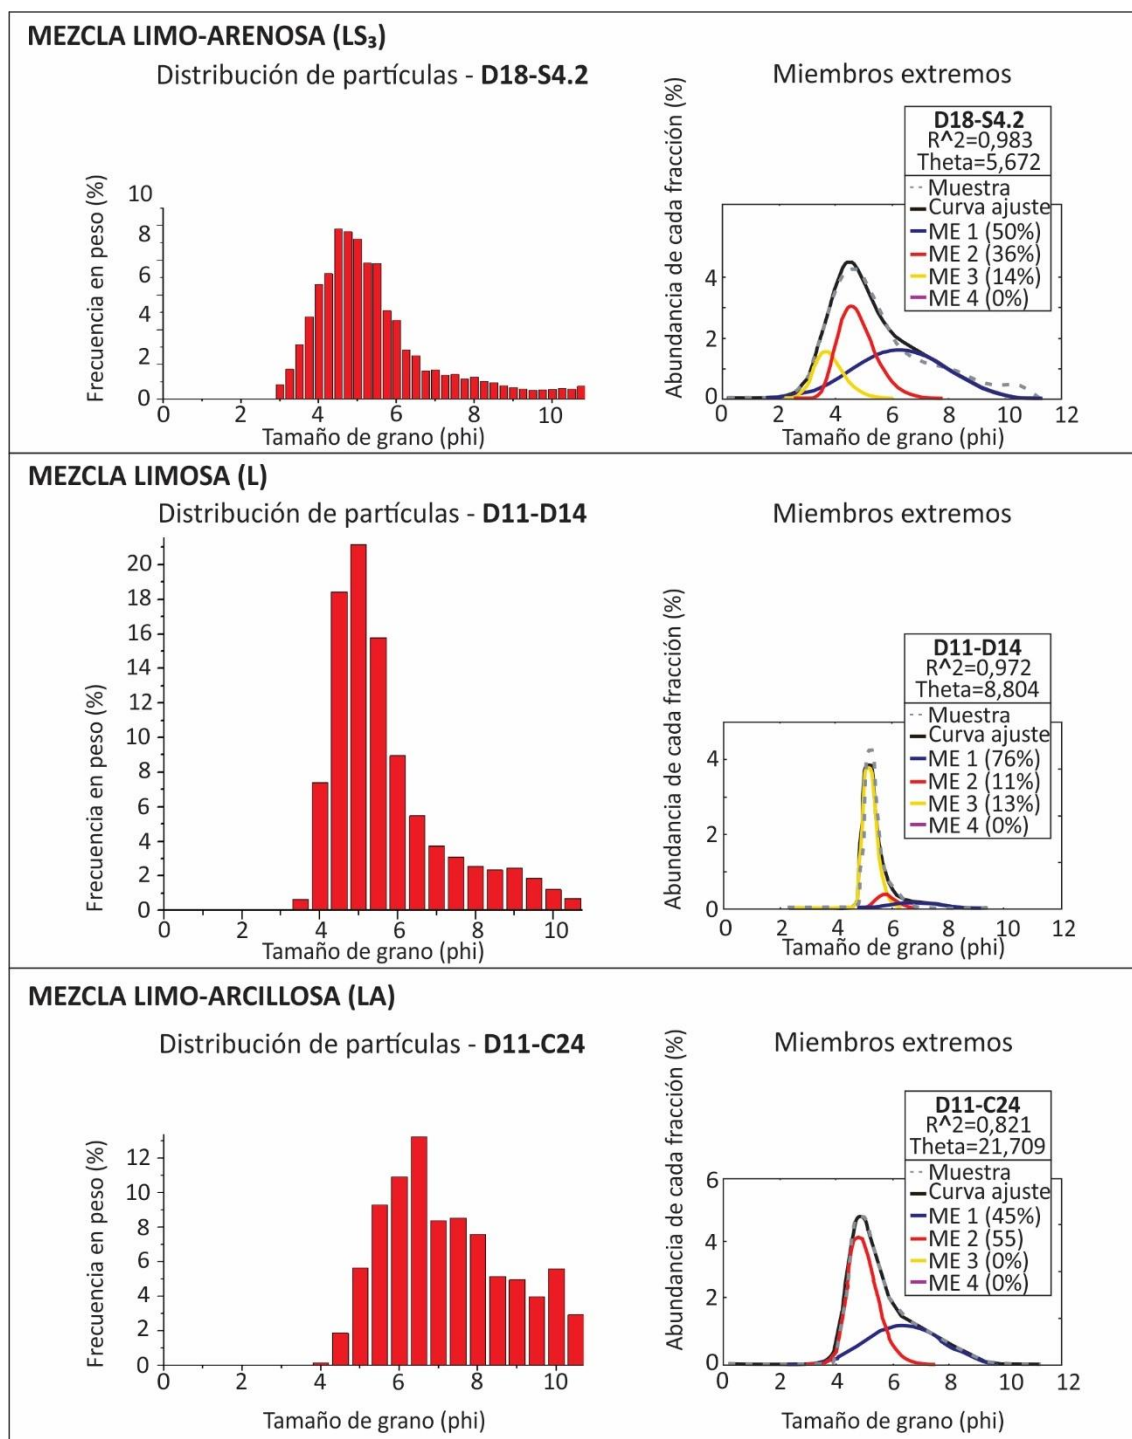 MEZCLA LIMO-ARENOSA (LS₃)
Distribución de partículas - D18-S4.2
Frecuencia en peso (%)
10
8
6
4
2
0
0 2 4 6 8 10
Tamaño de grano (phi)
Miembros extremos
Abundancia de cada fracción (%)
D18-S4.2
R^2=0,983
Theta=5,672
Muestra
Curva ajuste
ME 1 (50%)
ME 2 (36%)
ME 3 (14%)
ME 4 (0%)
4
2
0
0 2 4 6 8 10 12
Tamaño de grano (phi)
MEZCLA LIMOSA (L)
Distribución de partículas - D11-D14
Frecuencia en peso (%)
20
18
16
14
12
10
8
6
4
2
0
0 2 4 6 8 10
Tamaño de grano (phi)
Miembros extremos
Abundancia de cada fracción (%)
D11-D14
R^2=0,972
Theta=8,804
Muestra
Curva ajuste
ME 1 (76%)
ME 2 (11%)
ME 3 (13%)
ME 4 (0%)
4
2
0
0 2 4 6 8 10 12
Tamaño de grano (phi)
MEZCLA LIMO-ARCILLOSA (LA)
Distribución de partículas - D11-C24
Frecuencia en peso (%)
12
10
8
6
4
2
0
0 2 4 6 8 10
Tamaño de grano (phi)
Miembros extremos
Abundancia de cada fracción (%)
D11-C24
R^2=0,821
Theta=21,709
Muestra
Curva ajuste
ME 1 (45%)
ME 2 (55)
ME 3 (0%)
ME 4 (0%)
6
4
2
0
0 2 4 6 8 10 12
Tamaño de grano (phi)